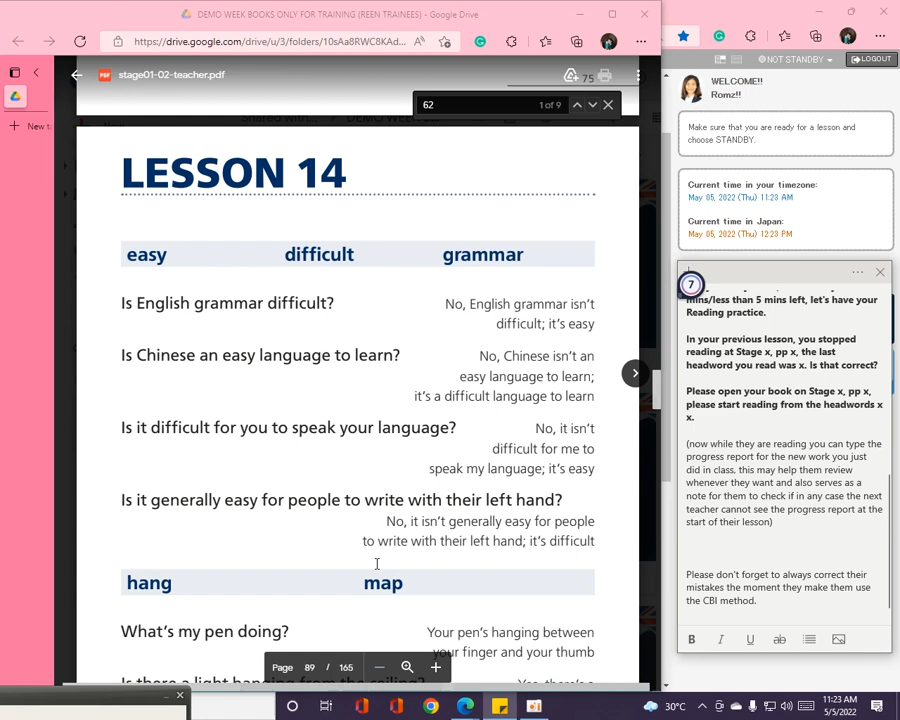 DEMO WEEK BOOKS ONLY FOR TRAINING (REEN TRAINEES) - Google Drive
https://drive.google.com/drive/u/3/folders/10sAa8RWC8KAd...
New t
stage01-02-teacher.pdf
75
62
1 of 9
LESSON 14
easy difficult grammar
Is English grammar difficult? No, English grammar isn't
difficult; it's easy
Is Chinese an easy language to learn? No, Chinese isn't an
easy language to learn;
it's a difficult language to learn
Is it difficult for you to speak your language? No, it isn't
difficult for me to
speak my language; it's easy
Is it generally easy for people to write with their left hand?
No, it isn't generally easy for people
to write with their left hand; it's difficult
hang map
What's my pen doing? Your pen's hanging between
your finger and your thumb
Is there a light hanging from the ceiling? Yes, there's a
Page 89 / 165
NOT STANDBY LOGOUT
WELCOME!!
Romz!!
Make sure that you are ready for a lesson and
choose STANDBY.
Current time in your timezone:
May 05, 2022 (Thu) 11:23 AM
Current time in Japan:
May 05, 2022 (Thu) 12:23 PM
7
mins/less than 5 mins left, let's have your
Reading practice.
In your previous lesson, you stopped
reading at Stage x, pp x, the last
headword you read was x. Is that correct?
Please open your book on Stage x, pp x,
please start reading from the headwords x
x.
(now while they are reading you can type the
progress report for the new work you just
did in class, this may help them review
whenever they want and also serves as a
note for them to check if in any case the next
teacher cannot see the progress report at the
start of their lesson)
Please don't forget to always correct their
mistakes the moment they make them use
the CBI method.
B I U ab
30°C
11:23 AM
5/5/2022